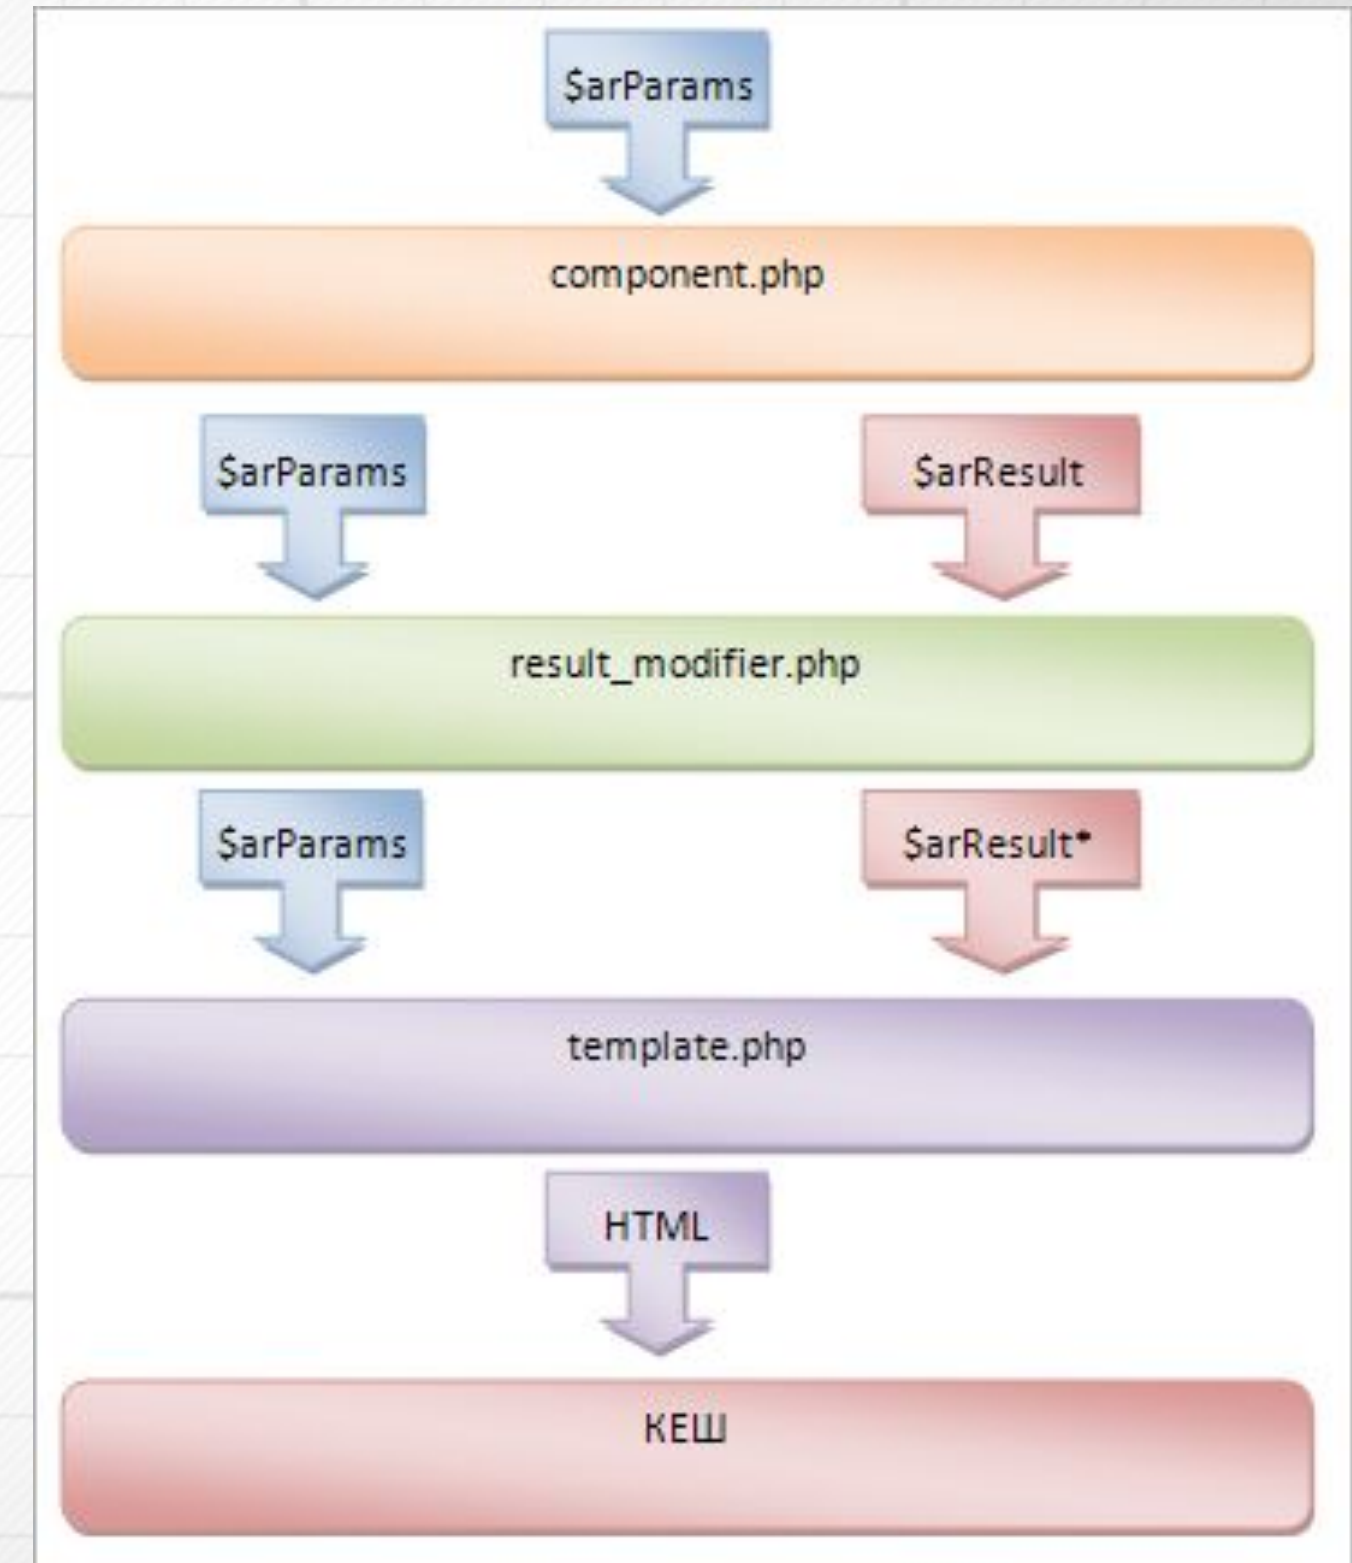 $arParams
component.php
$arParams
$arResult
result_modifier.php
$arParams
$arResult*
template.php
HTML
КЕШ